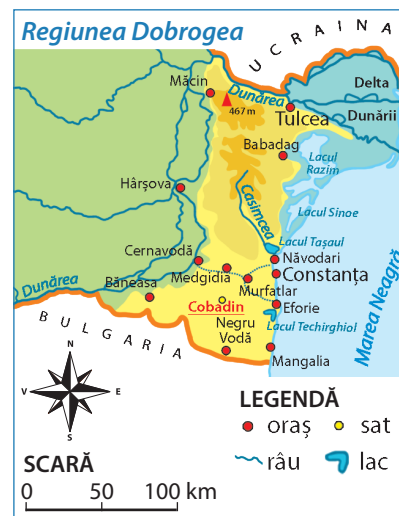 Regiunea Dobrogea
UCRAINA
Măcin
Dunărea
467 m
Delta
Dunării
Tulcea
Babadag
Lacul
Razim
Hârșova
Casimcea
Lacul Sinoe
Lacul Tașaul
Cernavodă
Năvodari
Medgidia
Constanța
Dunărea
Băneasa
Murfatlar
Cobadin
Eforie
Negru
Vodă
Lacul Techirghiol
Mangalia
BULGARIA
Marea Neagră
N
V
E
S
LEGENDĂ
oraș
sat
râu
lac
SCARĂ
0 50 100 km